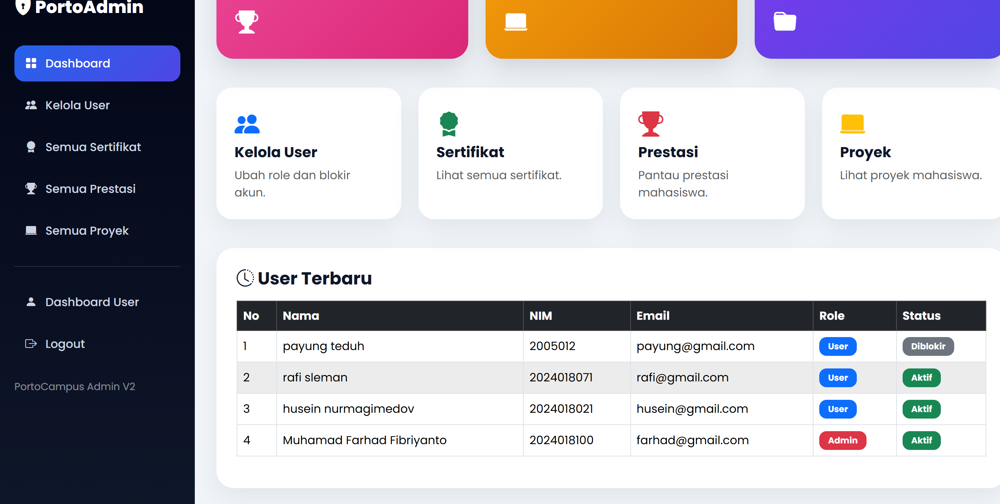 PortoAdmin
Dashboard
Kelola User
Semua Sertifikat
Semua Prestasi
Semua Proyek
Dashboard User
Logout
PortoCampus Admin V2
Kelola User
Ubah role dan blokir
akun.
Sertifikat
Lihat semua sertifikat.
Prestasi
Pantau prestasi
mahasiswa.
Proyek
Lihat proyek mahasiswa.
User Terbaru
No Nama NIM Email Role Status
1 payung teduh 2005012 payung@gmail.com User Diblokir
2 rafi sleman 2024018071 rafi@gmail.com User Aktif
3 husein nurmagimedov 2024018021 husein@gmail.com User Aktif
4 Muhamad Farhad Fibriyanto 2024018100 farhad@gmail.com Admin Aktif